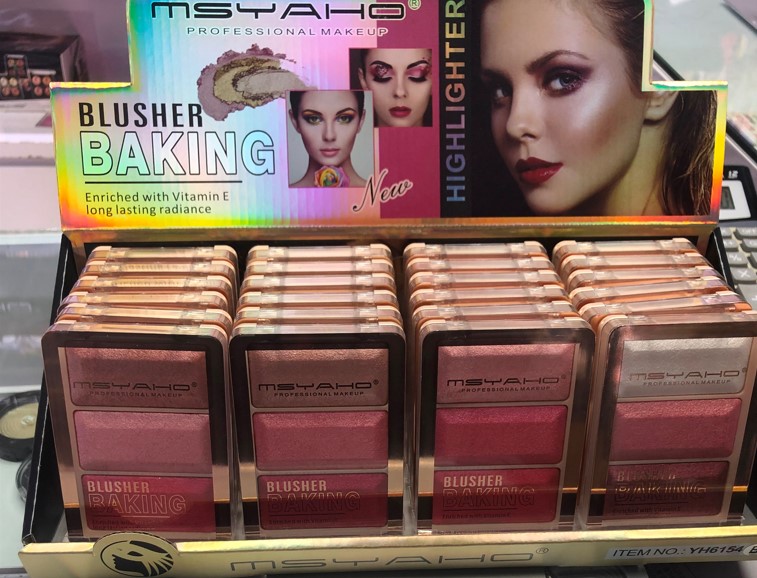 MSYAHO®
PROFESSIONAL MAKEUP
BLUSHER
BAKING
Enriched with Vitamin E
long lasting radiance
New
HIGHLIGHTER
MSYAHO®
PROFESSIONAL MAKEUP
BLUSHER
BAKING
MSYAHO®
PROFESSIONAL MAKEUP
BLUSHER
BAKING
MSYAHO®
PROFESSIONAL MAKEUP
BLUSHER
BAKING
MSYAHO®
PROFESSIONAL MAKEUP
BLUSHER
BAKING
MSYAHO®
ITEM NO.: YH6154